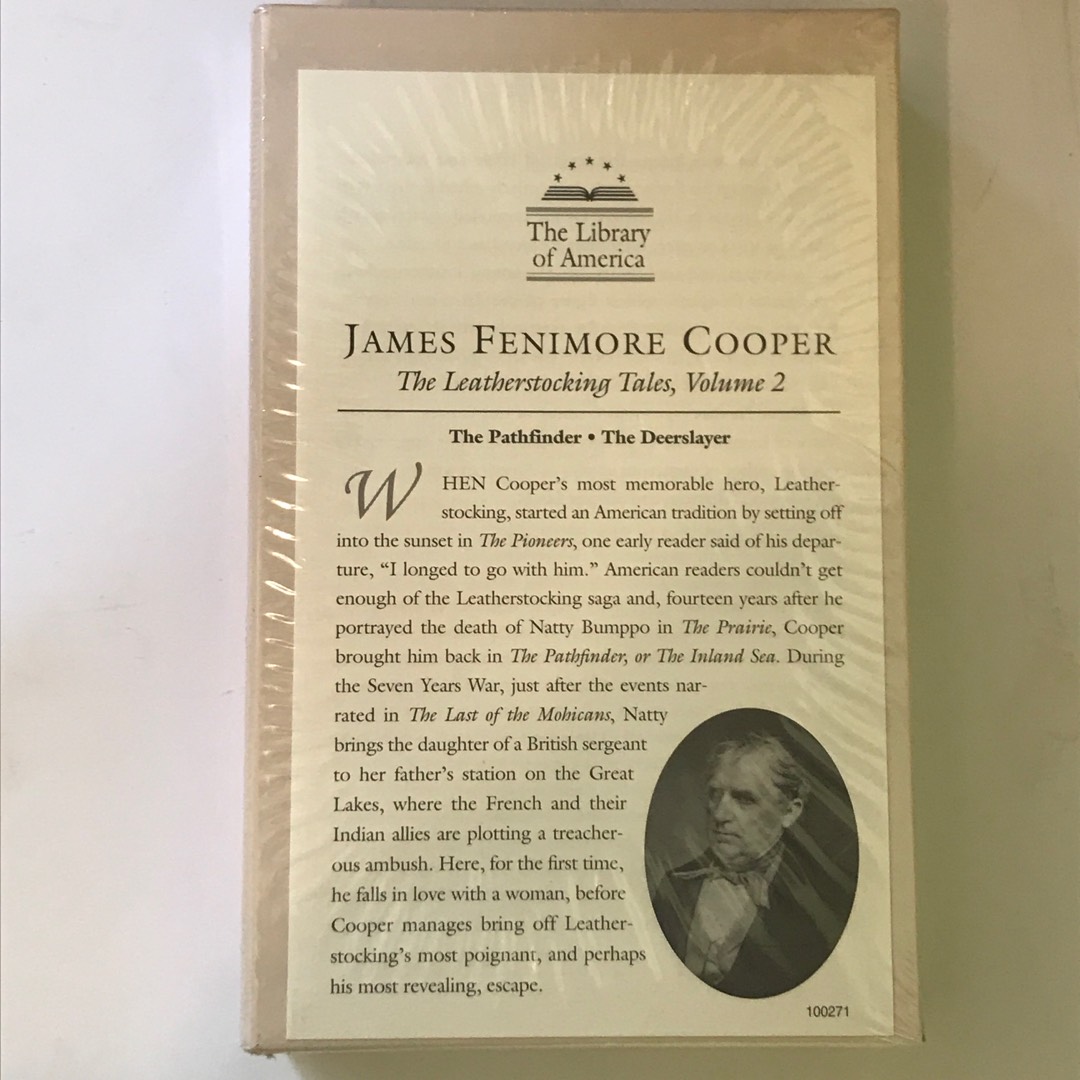 The Library
of America
JAMES FENIMORE COOPER
The Leatherstocking Tales, Volume 2
The Pathfinder • The Deerslayer
WHEN Cooper's most memorable hero, Leather-
stocking, started an American tradition by setting off
into the sunset in The Pioneers, one early reader said of his depar-
ture, “I longed to go with him.” American readers couldn't get
enough of the Leatherstocking saga and, fourteen years after he
portrayed the death of Natty Bumppo in The Prairie, Cooper
brought him back in The Pathfinder, or The Inland Sea. During
the Seven Years War, just after the events nar-
rated in The Last of the Mohicans, Natty
brings the daughter of a British sergeant
to her father's station on the Great
Lakes, where the French and their
Indian allies are plotting a treacher-
ous ambush. Here, for the first time,
he falls in love with a woman, before
Cooper manages bring off Leather-
stocking's most poignant, and perhaps
his most revealing, escape.
100271